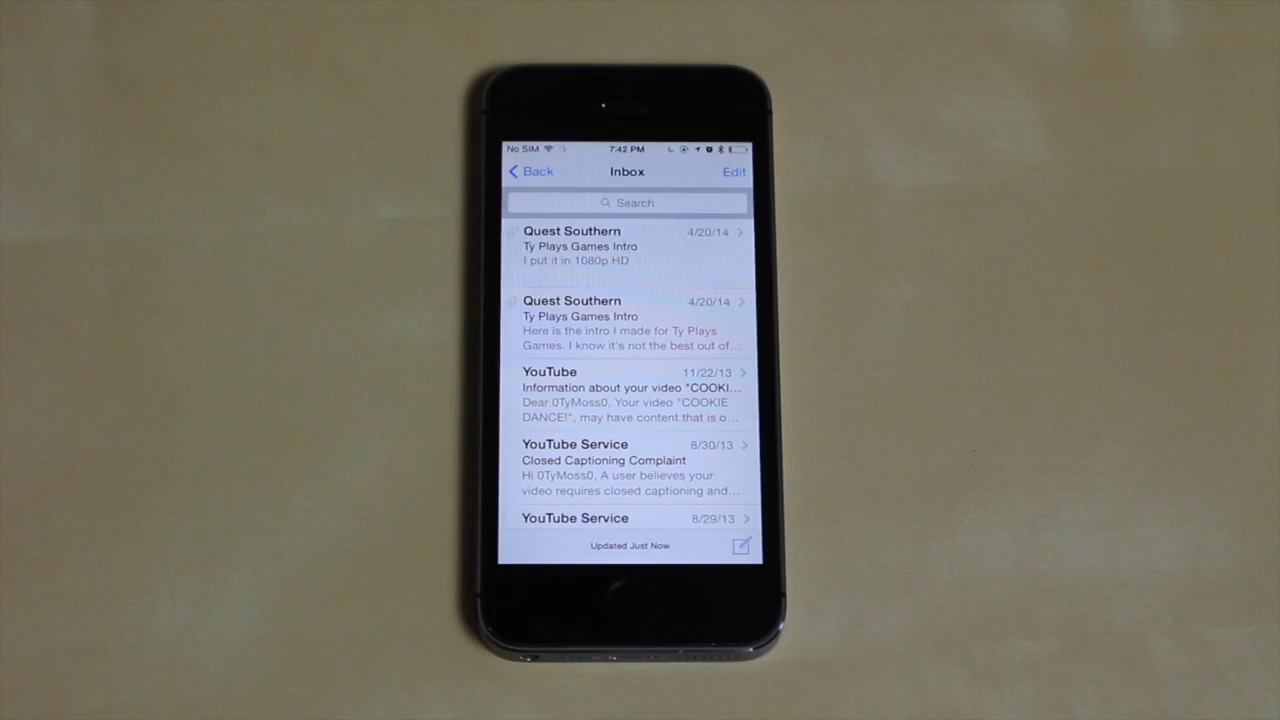 No SIM 7:42 PM
Back Inbox Edit
Search
Quest Southern 4/20/14
Ty Plays Games Intro
I put it in 1080p HD
Quest Southern 4/20/14
Ty Plays Games Intro
Here is the intro I made for Ty Plays
Games. I know it's not the best out of...
YouTube 11/22/13
Information about your video "COOKI...
Dear 0TyMoss0, Your video "COOKIE
DANCE!", may have content that is o...
YouTube Service 8/30/13
Closed Captioning Complaint
Hi 0TyMoss0, A user believes your
video requires closed captioning and...
YouTube Service 8/29/13
Updated Just Now